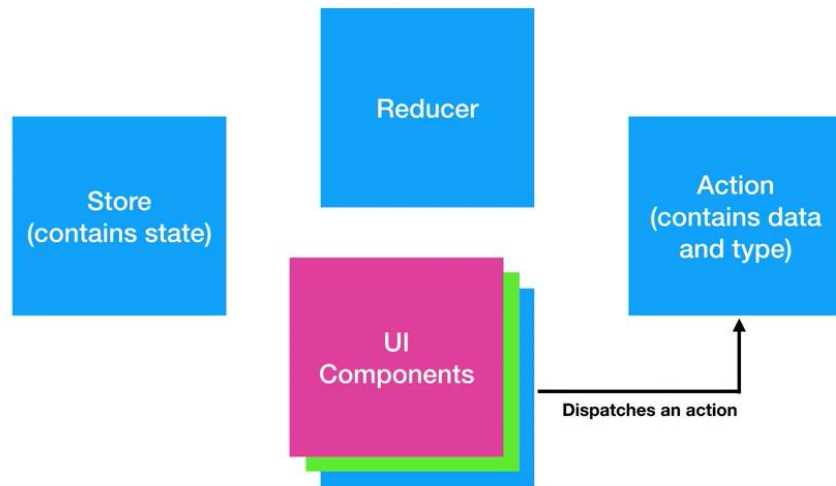 Reducer
Store
(contains state)
Action
(contains data
and type)
UI
Components
Dispatches an action